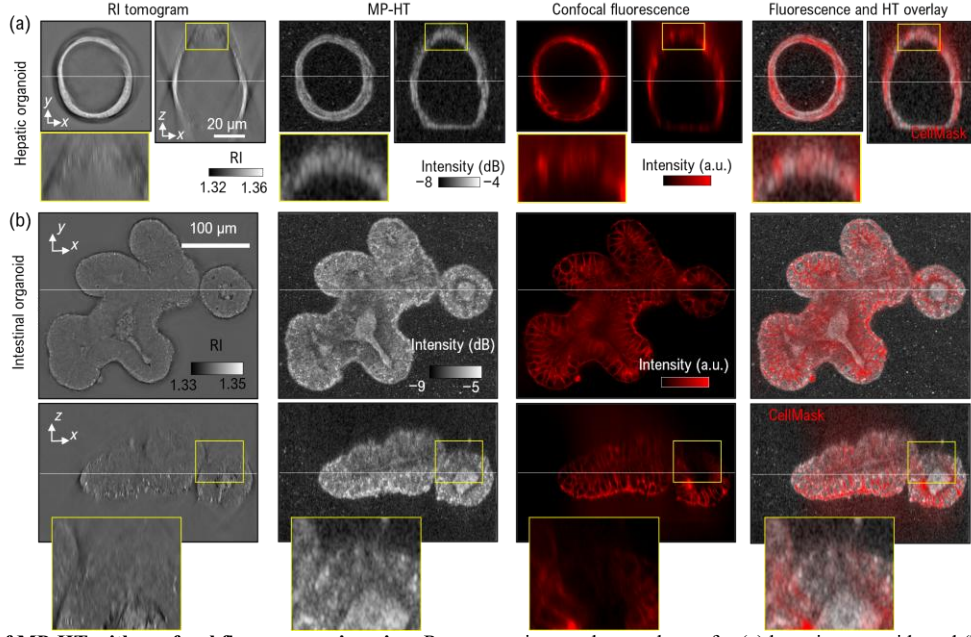 RI tomogram MP-HT Confocal fluorescence Fluorescence and HT overlay
(a)
Hepatic organoid
y
x
z
x
20 µm
RI
1.32 1.36
Intensity (dB)
−8 −4
Intensity (a.u.)
CellMask
(b)
Intestinal organoid
y
x
100 µm
RI
1.33 1.35
Intensity (dB)
−9 −5
Intensity (a.u.)
z
x
CellMask